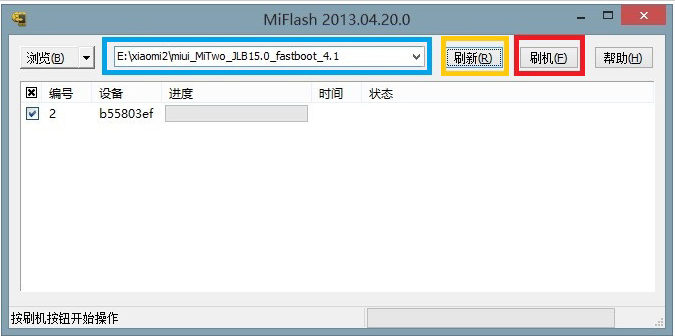 MiFlash 2013.04.20.0
浏览(B) E:\xiaomi2\miui_MiTwo_JLB15.0_fastboot_4.1 刷新(R) 刷机(F) 帮助(H)
编号 设备 进度 时间 状态
2 b55803ef
按刷机按钮开始操作